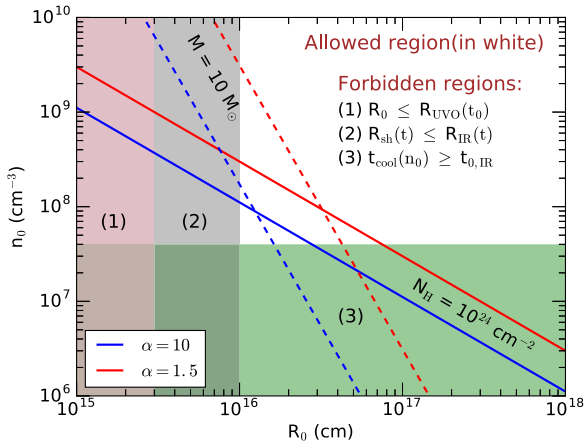 Allowed region(in white)
Forbidden regions:
(1) R₀ ≤ R_UVO(t₀)
(2) R_sh(t) ≤ R_IR(t)
(3) t_cool(n₀) ≥ t_0,IR
M = 10 M_⊙
(1)
(2)
(3)
N_H = 10²⁴ cm⁻²
α = 10
α = 1.5
n₀ (cm⁻³)
10¹⁰
10⁹
10⁸
10⁷
10⁶
10¹⁵
10¹⁶
10¹⁷
10¹⁸
R₀ (cm)